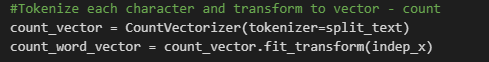 #Tokenize each character and transform to vector - count
count_vector = CountVectorizer(tokenizer=split_text)
count_word_vector = count_vector.fit_transform(indep_x)